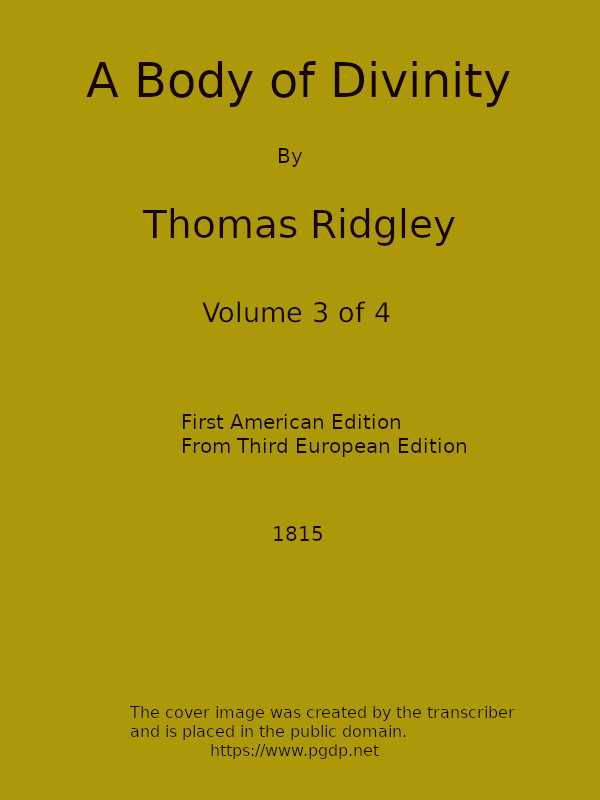 A Body of Divinity
By
Thomas Ridgley
Volume 3 of 4
First American Edition
From Third European Edition
1815
The cover image was created by the transcriber
and is placed in the public domain.
https://www.pgdp.net